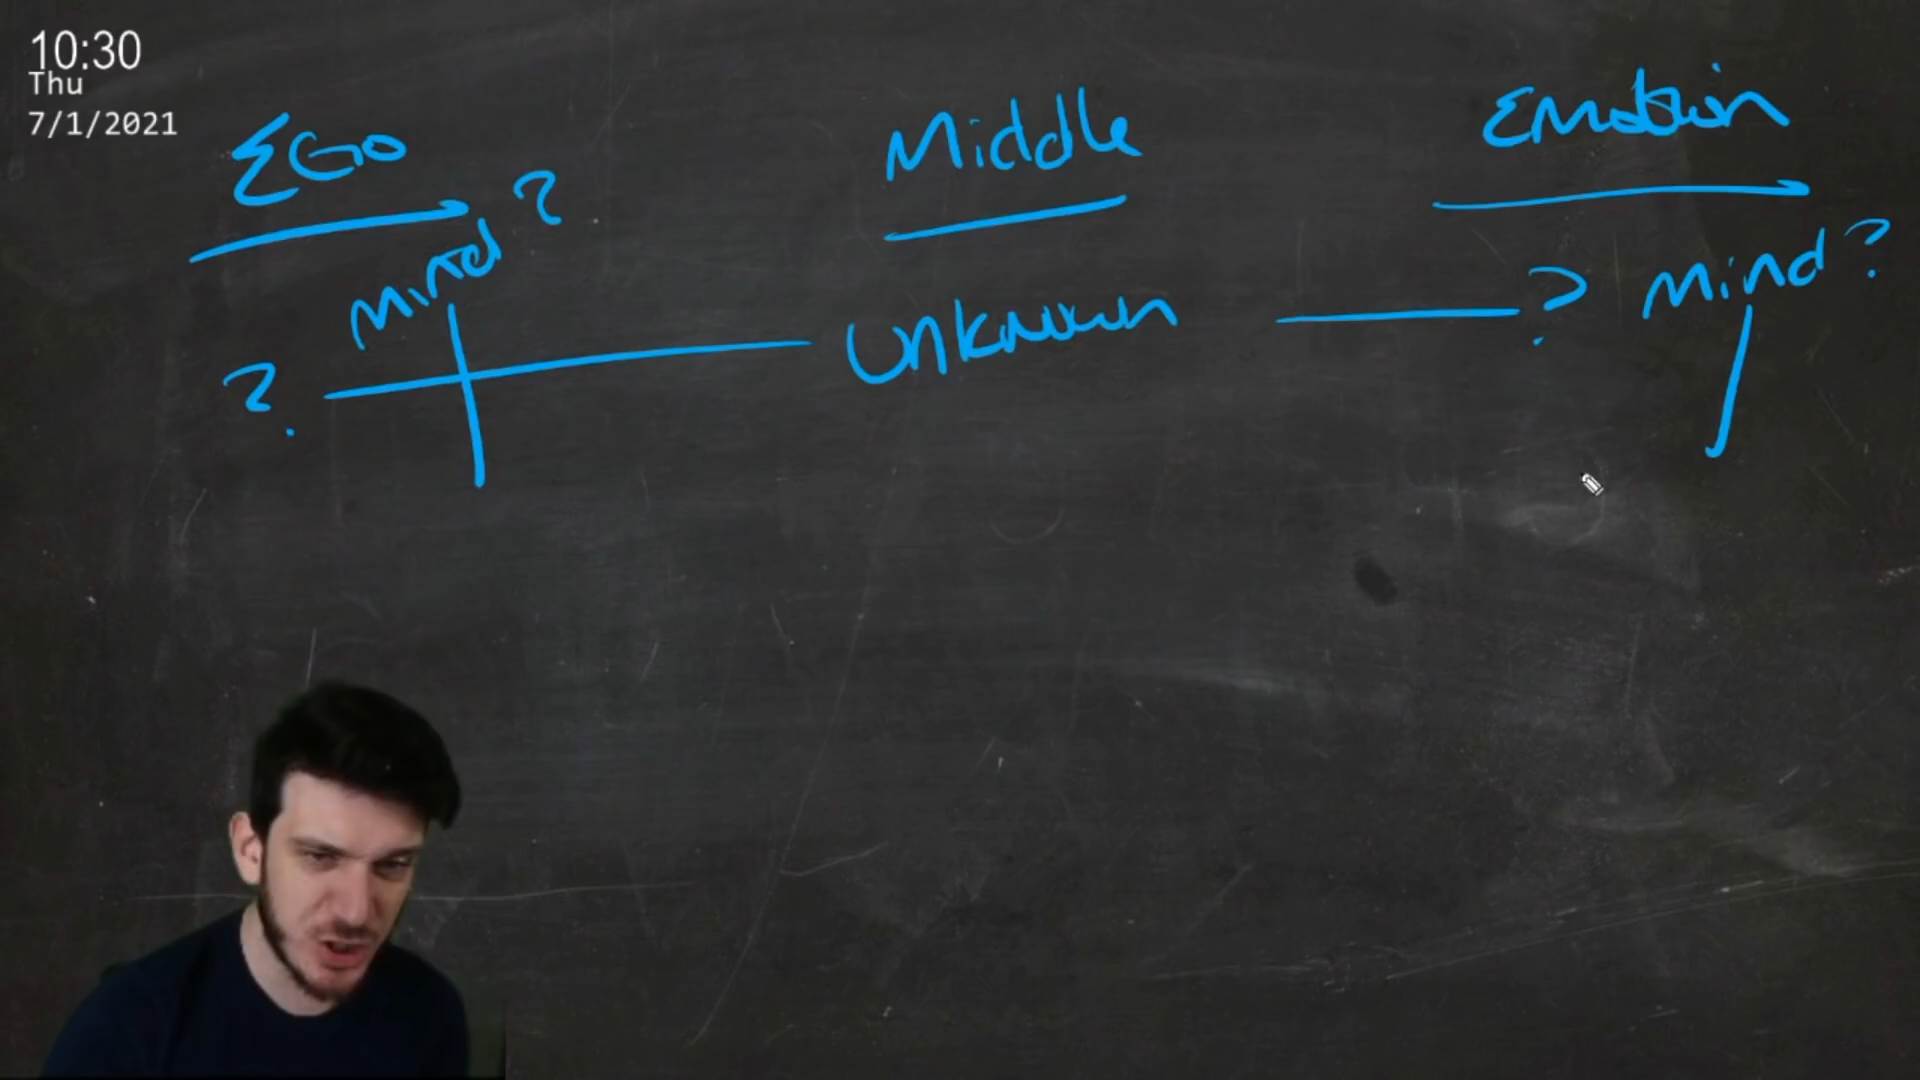 10:30
Thu
7/1/2021
EGO
Middle
Emotion
Mind?
Unknown
? Mind?
?